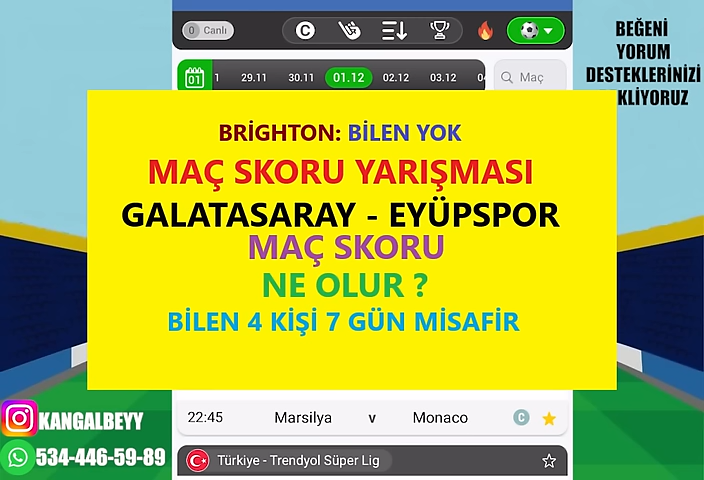 0 Canlı
C
BEĞENİ
YORUM
DESTEKLERİNİZİ
KLİYORUZ
01
1 29.11 30.11 01.12 02.12 03.12
Maç
BRİGHTON: BİLEN YOK
MAÇ SKORU YARIŞMASI
GALATASARAY - EYÜPSPOR
MAÇ SKORU
NE OLUR ?
BİLEN 4 KİŞİ 7 GÜN MİSAFİR
22:45 Marsilya v Monaco C
KANGALBEYY
534-446-59-89
Türkiye - Trendyol Süper Lig